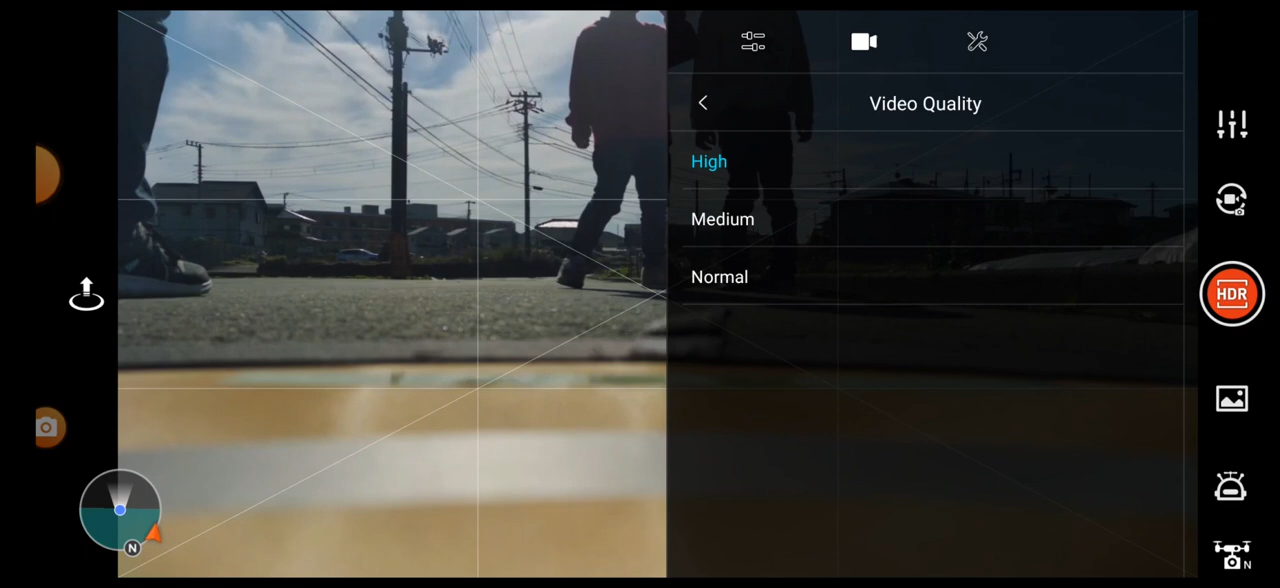 Video Quality
High
Medium
Normal
HDR
N
N